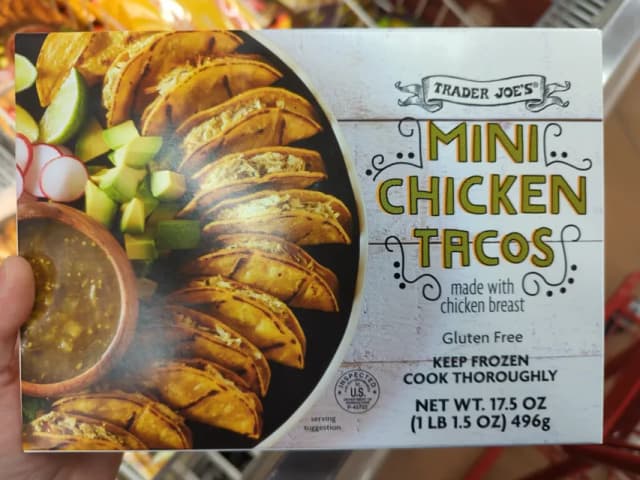 TRADER JOE'S®
MINI
CHICKEN
TACOS
made with
chicken breast
Gluten Free
KEEP FROZEN
COOK THOROUGHLY
NET WT. 17.5 OZ
(1 LB 1.5 OZ) 496g
INSPECTED
U.S.
serving
suggestion